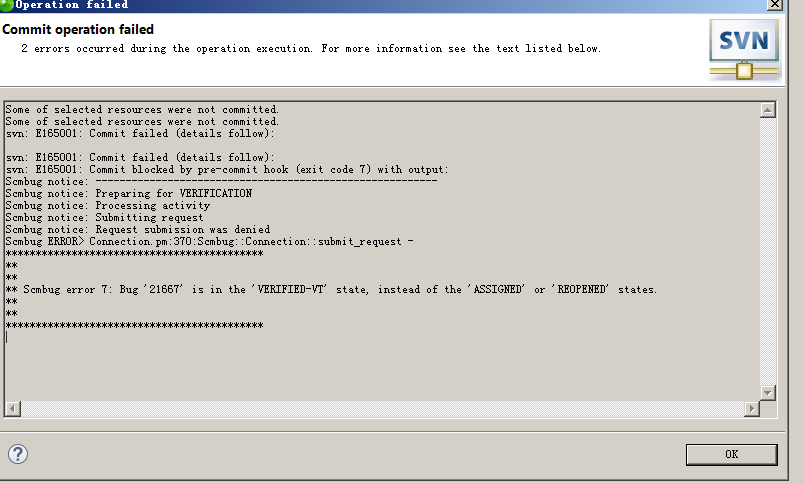 Operation failed
Commit operation failed
2 errors occurred during the operation execution. For more information see the text listed below.
SVN
Some of selected resources were not committed.
Some of selected resources were not committed.
svn: E165001: Commit failed (details follow):
svn: E165001: Commit failed (details follow):
svn: E165001: Commit blocked by pre-commit hook (exit code 7) with output:
Scmbug notice: ---------------------------------------------------------
Scmbug notice: Preparing for VERIFICATION
Scmbug notice: Processing activity
Scmbug notice: Submitting request
Scmbug notice: Request submission was denied
Scmbug ERROR> Connection.pm:370:Scmbug::Connection::submit_request -
*******************************************
**
**
** Scmbug error 7: Bug '21667' is in the 'VERIFIED-VT' state, instead of the 'ASSIGNED' or 'REOPENED' states.
**
**
*******************************************
?
OK